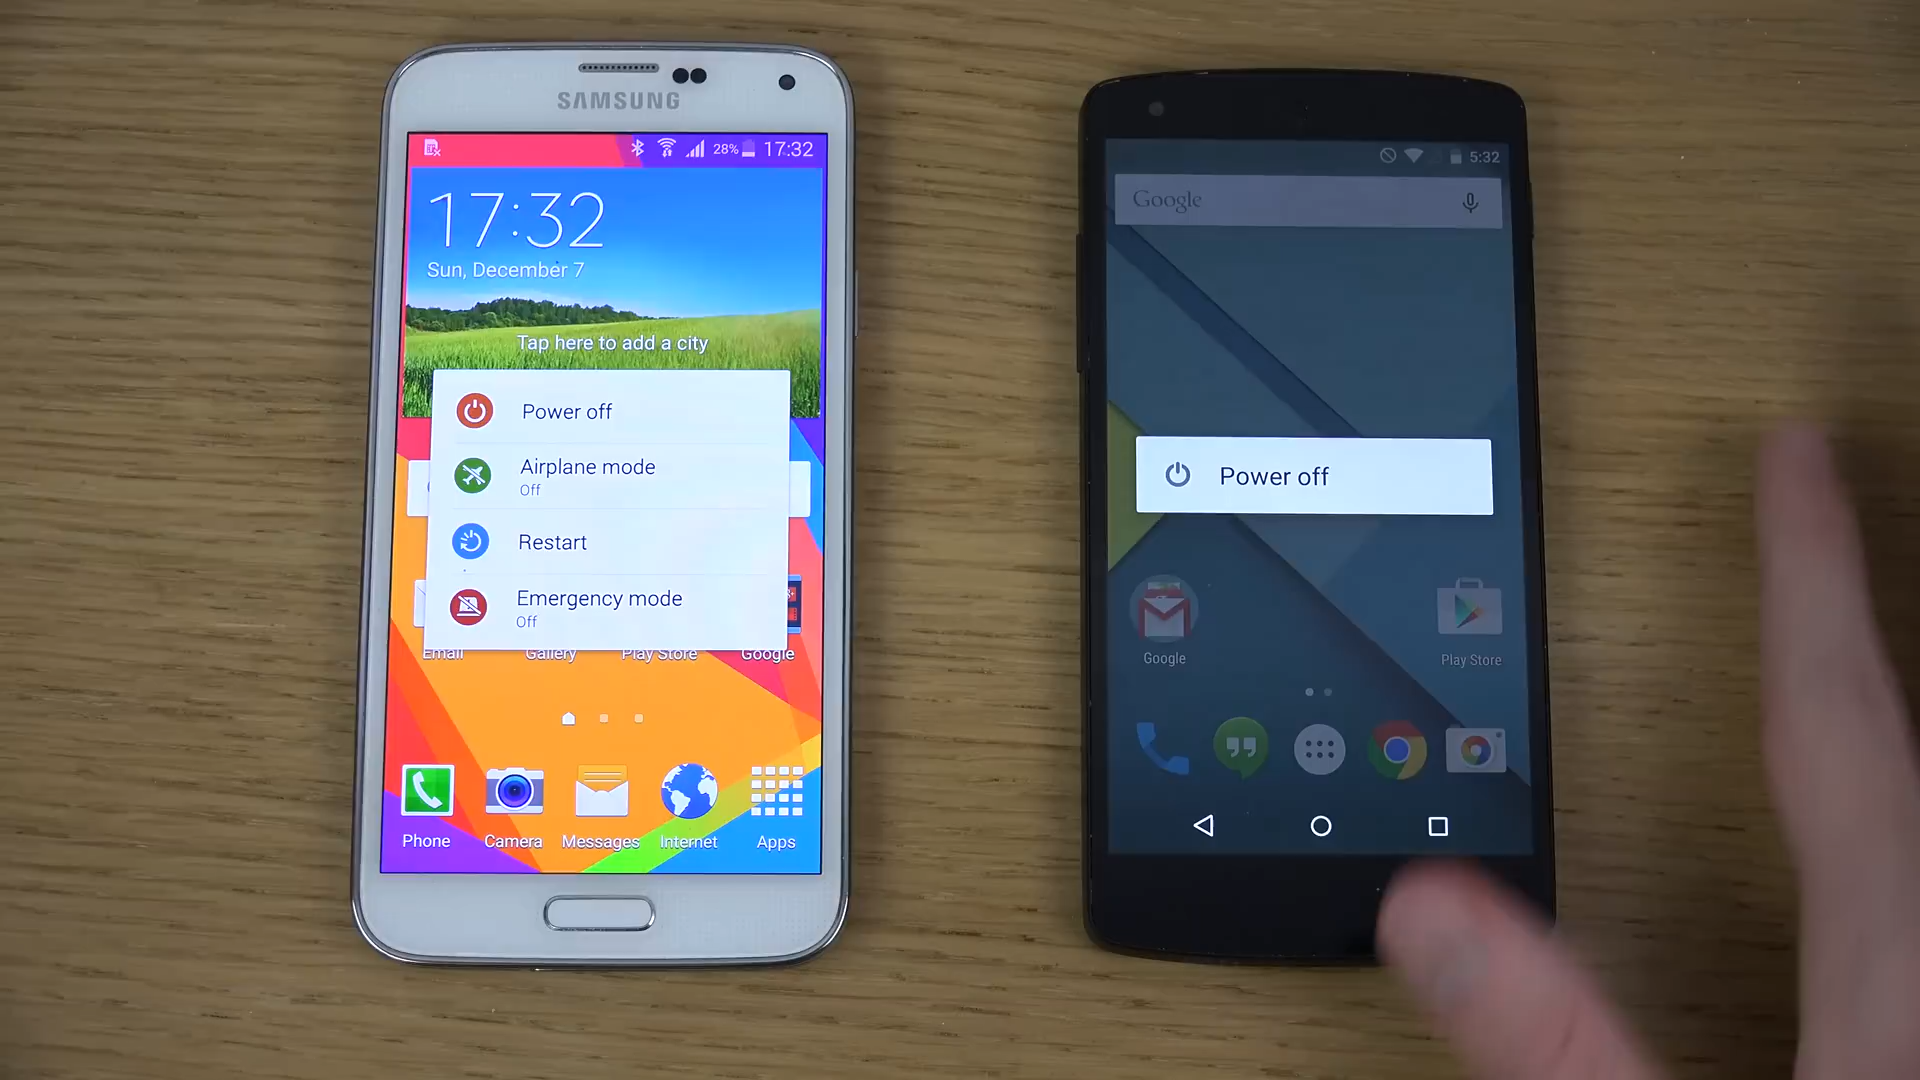 SAMSUNG
28% 17:32
17:32
Sun, December 7
Tap here to add a city
Power off
Airplane mode
Off
Restart
Emergency mode
Off
Email Gallery Play Store Google
Phone Camera Messages Internet Apps
5:32
Google
Power off
Google Play Store